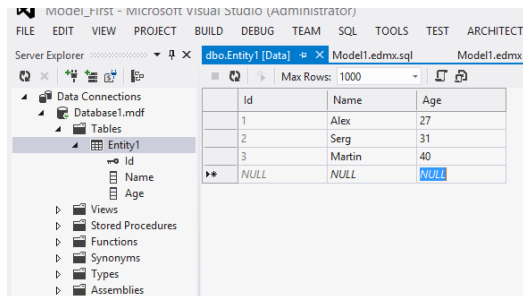 Model_First - Microsoft Visual Studio (Administrator)
FILE EDIT VIEW PROJECT BUILD DEBUG TEAM SQL TOOLS TEST ARCHITECT
Server Explorer
dbo.Entity1 [Data] Model1.edmx.sql Model1.edmx
Max Rows: 1000
Data Connections
Database1.mdf
Tables
Entity1
Id
Name
Age
Views
Stored Procedures
Functions
Synonyms
Types
Assemblies
Id Name Age
1 Alex 27
2 Serg 31
3 Martin 40
NULL NULL NULL